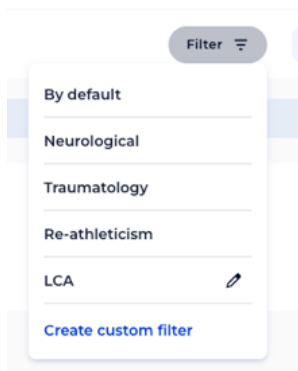 Filter
By default
Neurological
Traumatology
Re-athleticism
LCA
Create custom filter